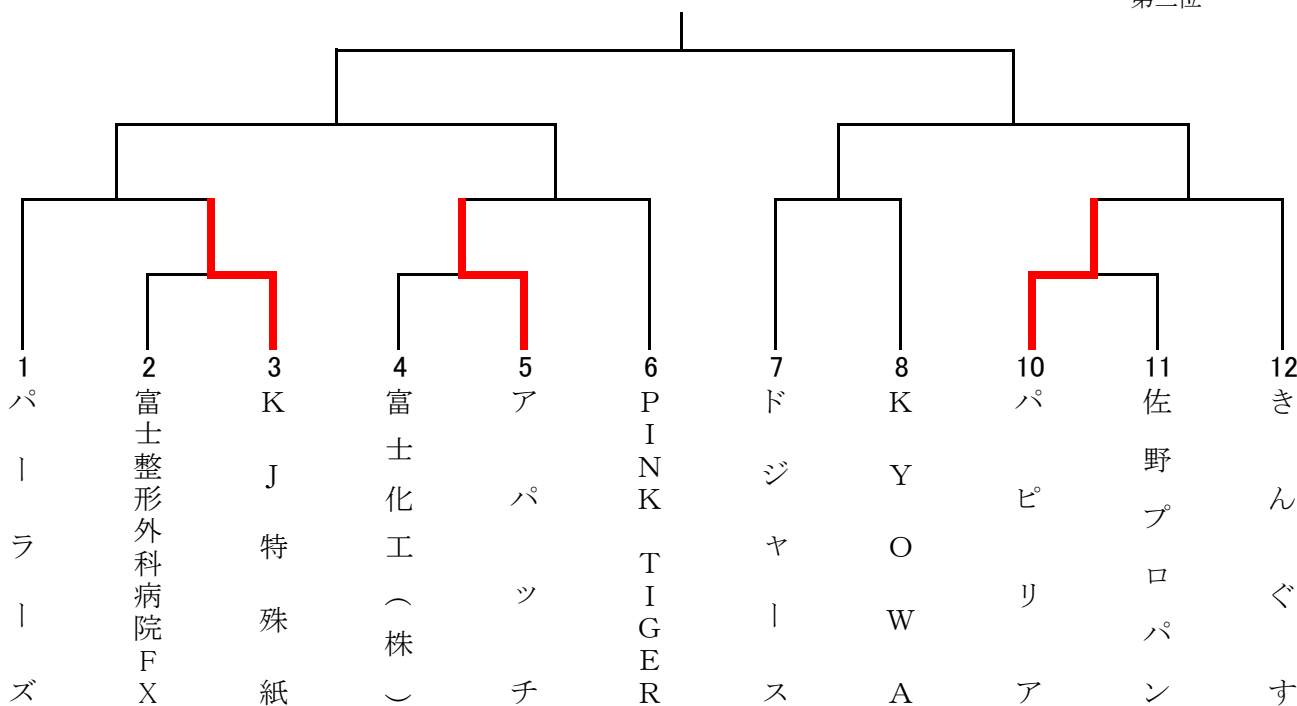 1
2
3
4
5
6
7
8
10
11
12
パーラーズ
富士整形外科病院FX
KJ特殊紙
富士化工(株)
アパッチ
PINK TIGER
ドジャース
KYOWA
パピリア
佐野プロパン
きんぐす